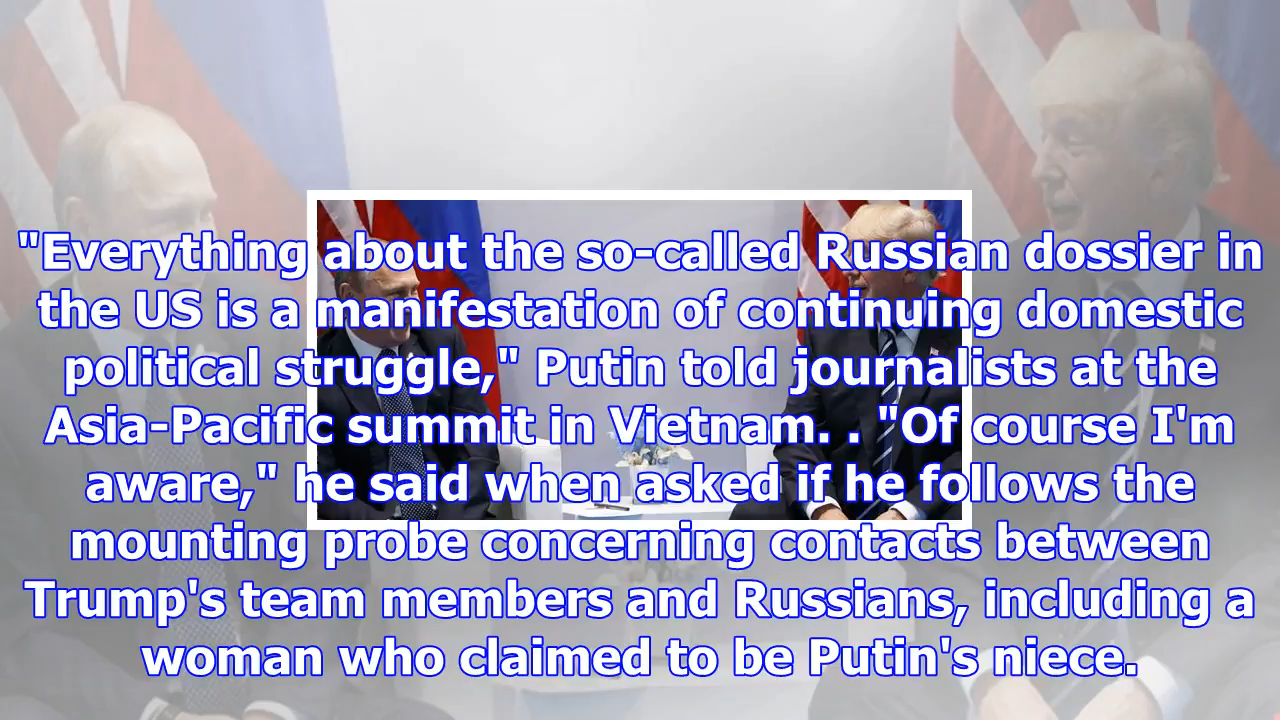 "Everything about the so-called Russian dossier in
the US is a manifestation of continuing domestic
political struggle," Putin told journalists at the
Asia-Pacific summit in Vietnam. . "Of course I'm
aware," he said when asked if he follows the
mounting probe concerning contacts between
Trump's team members and Russians, including a
woman who claimed to be Putin's niece.